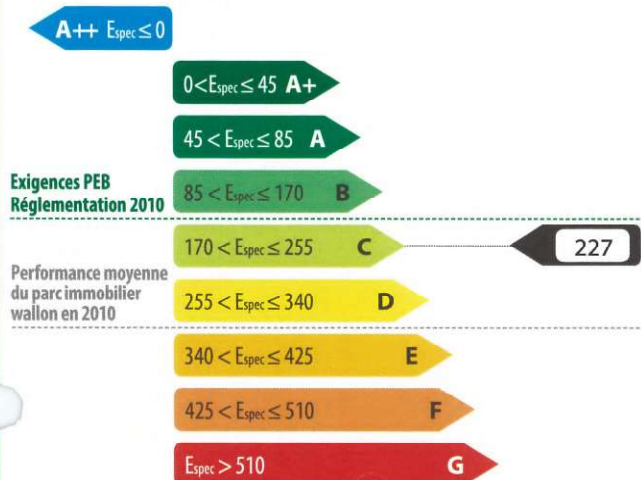 A++ Espec ≤ 0
0 < Espec ≤ 45 A+
45 < Espec ≤ 85 A
Exigences PEB
Réglementation 2010
85 < Espec ≤ 170 B
170 < Espec ≤ 255 C
227
Performance moyenne
du parc immobilier
wallon en 2010
255 < Espec ≤ 340 D
340 < Espec ≤ 425 E
425 < Espec ≤ 510 F
Espec > 510 G